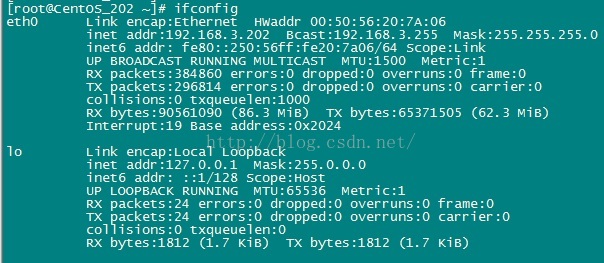 [root@CentOS_202 ~]# ifconfig
eth0      Link encap:Ethernet  HWaddr 00:50:56:20:7A:06
          inet addr:192.168.3.202  Bcast:192.168.3.255  Mask:255.255.255.0
          inet6 addr: fe80::250:56ff:fe20:7a06/64 Scope:Link
          UP BROADCAST RUNNING MULTICAST  MTU:1500  Metric:1
          RX packets:384860 errors:0 dropped:0 overruns:0 frame:0
          TX packets:296814 errors:0 dropped:0 overruns:0 carrier:0
          collisions:0 txqueuelen:1000
          RX bytes:90561090 (86.3 MiB)  TX bytes:65371505 (62.3 MiB)
          Interrupt:19 Base address:0x2024
http://blog.csdn.net/
lo        Link encap:Local Loopback
          inet addr:127.0.0.1  Mask:255.0.0.0
          inet6 addr: ::1/128 Scope:Host
          UP LOOPBACK RUNNING  MTU:65536  Metric:1
          RX packets:24 errors:0 dropped:0 overruns:0 frame:0
          TX packets:24 errors:0 dropped:0 overruns:0 carrier:0
          collisions:0 txqueuelen:0
          RX bytes:1812 (1.7 KiB)  TX bytes:1812 (1.7 KiB)